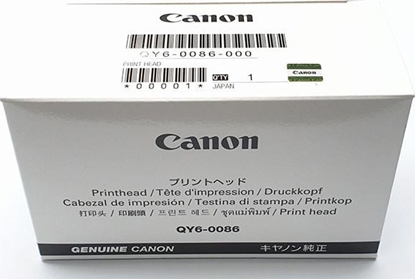 Canon
QY6-0086-000
PRINT HEAD
*00001*
Q'TY 1
JAPAN
Canon
Canon
プリントヘッド
Printhead / Tête d'impression / Druckkopf
Cabezal de impresión / Testina di stampa / Printkop
打印头 / 印刷頭 / 프린트 헤드 / ชุดแม่พิมพ์ / Print head
QY6-0086
GENUINE CANON
キヤノン純正